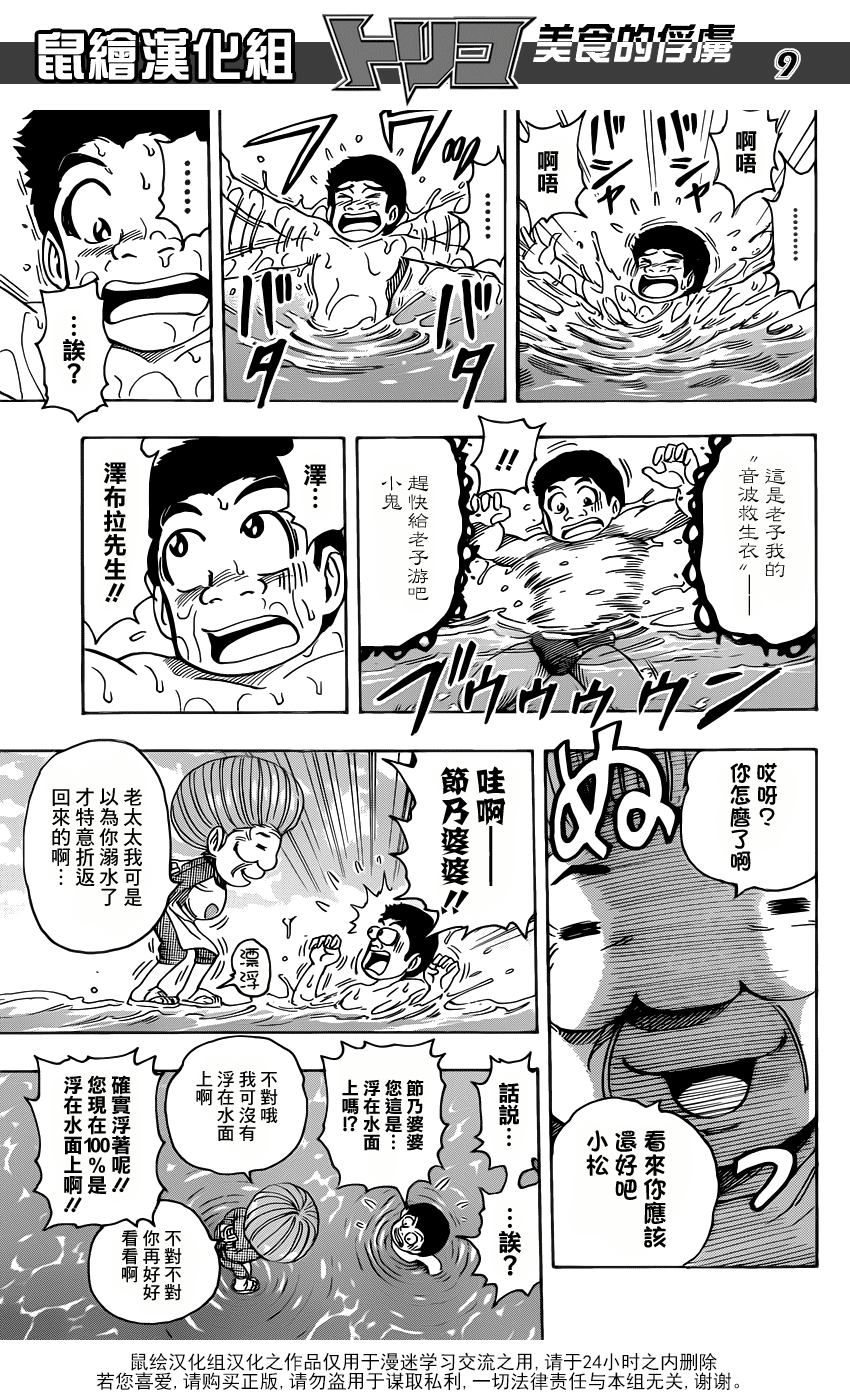 鼠繪漢化組
トリコ
美食的俘虜
9
啊唔
啊唔
………
バシャ
バシャ
……
プハッ
バタ
バタ
……
…誒？
這是老子我的
“音波救生衣”——
!!
趕快給老子游吧
小鬼
ブウゥゥゥウン
澤…
澤布拉先生!!
哎呀？
你怎麼了啊
ぬっ
看來你應該
還好吧
小松
哇啊——
節乃婆婆!!
老太太我可是
以為你溺水了
才特意折返
回來的啊…
漂浮
話說…
…誒？
節乃婆婆
您這是…
浮在水面
上嗎!?
不對哦
我可沒有
浮在水面
上啊
確實浮著呢!!
您現在100%是
浮在水面上啊!!
不對不對
你再好好
看看啊
鼠绘汉化组汉化之作品仅用于漫迷学习交流之用, 请于24小时之内删除
若您喜爱, 请购买正版, 请勿盗用于谋取私利, 一切法律责任与本组无关, 谢谢。